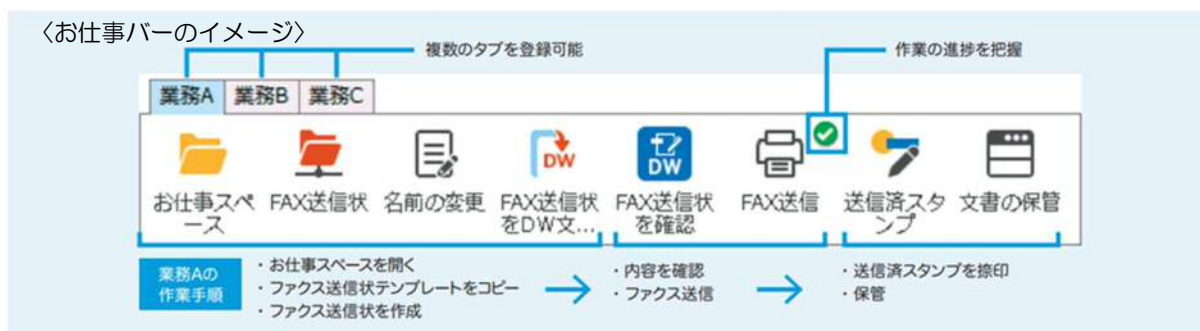 〈お仕事バーのイメージ〉
複数のタブを登録可能
作業の進捗を把握
業務A 業務B 業務C
DW
DW
お仕事スペ
ース
FAX送信状
名前の変更
FAX送信状
をDW文...
FAX送信状
を確認
FAX送信
送信済スタ
ンプ
文書の保管
業務Aの
作業手順
・お仕事スペースを開く
・ファクス送信状テンプレートをコピー
・ファクス送信状を作成
・内容を確認
・ファクス送信
・送信済スタンプを捺印
・保管